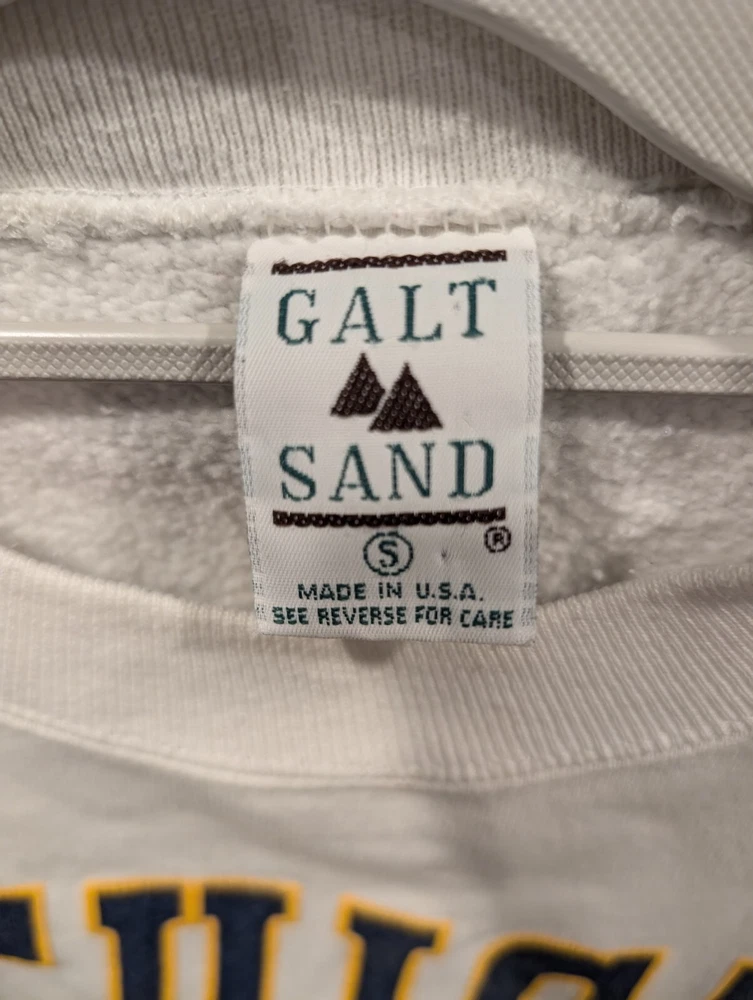 GALT
SAND
S ®
MADE IN U.S.A.
SEE REVERSE FOR CARE